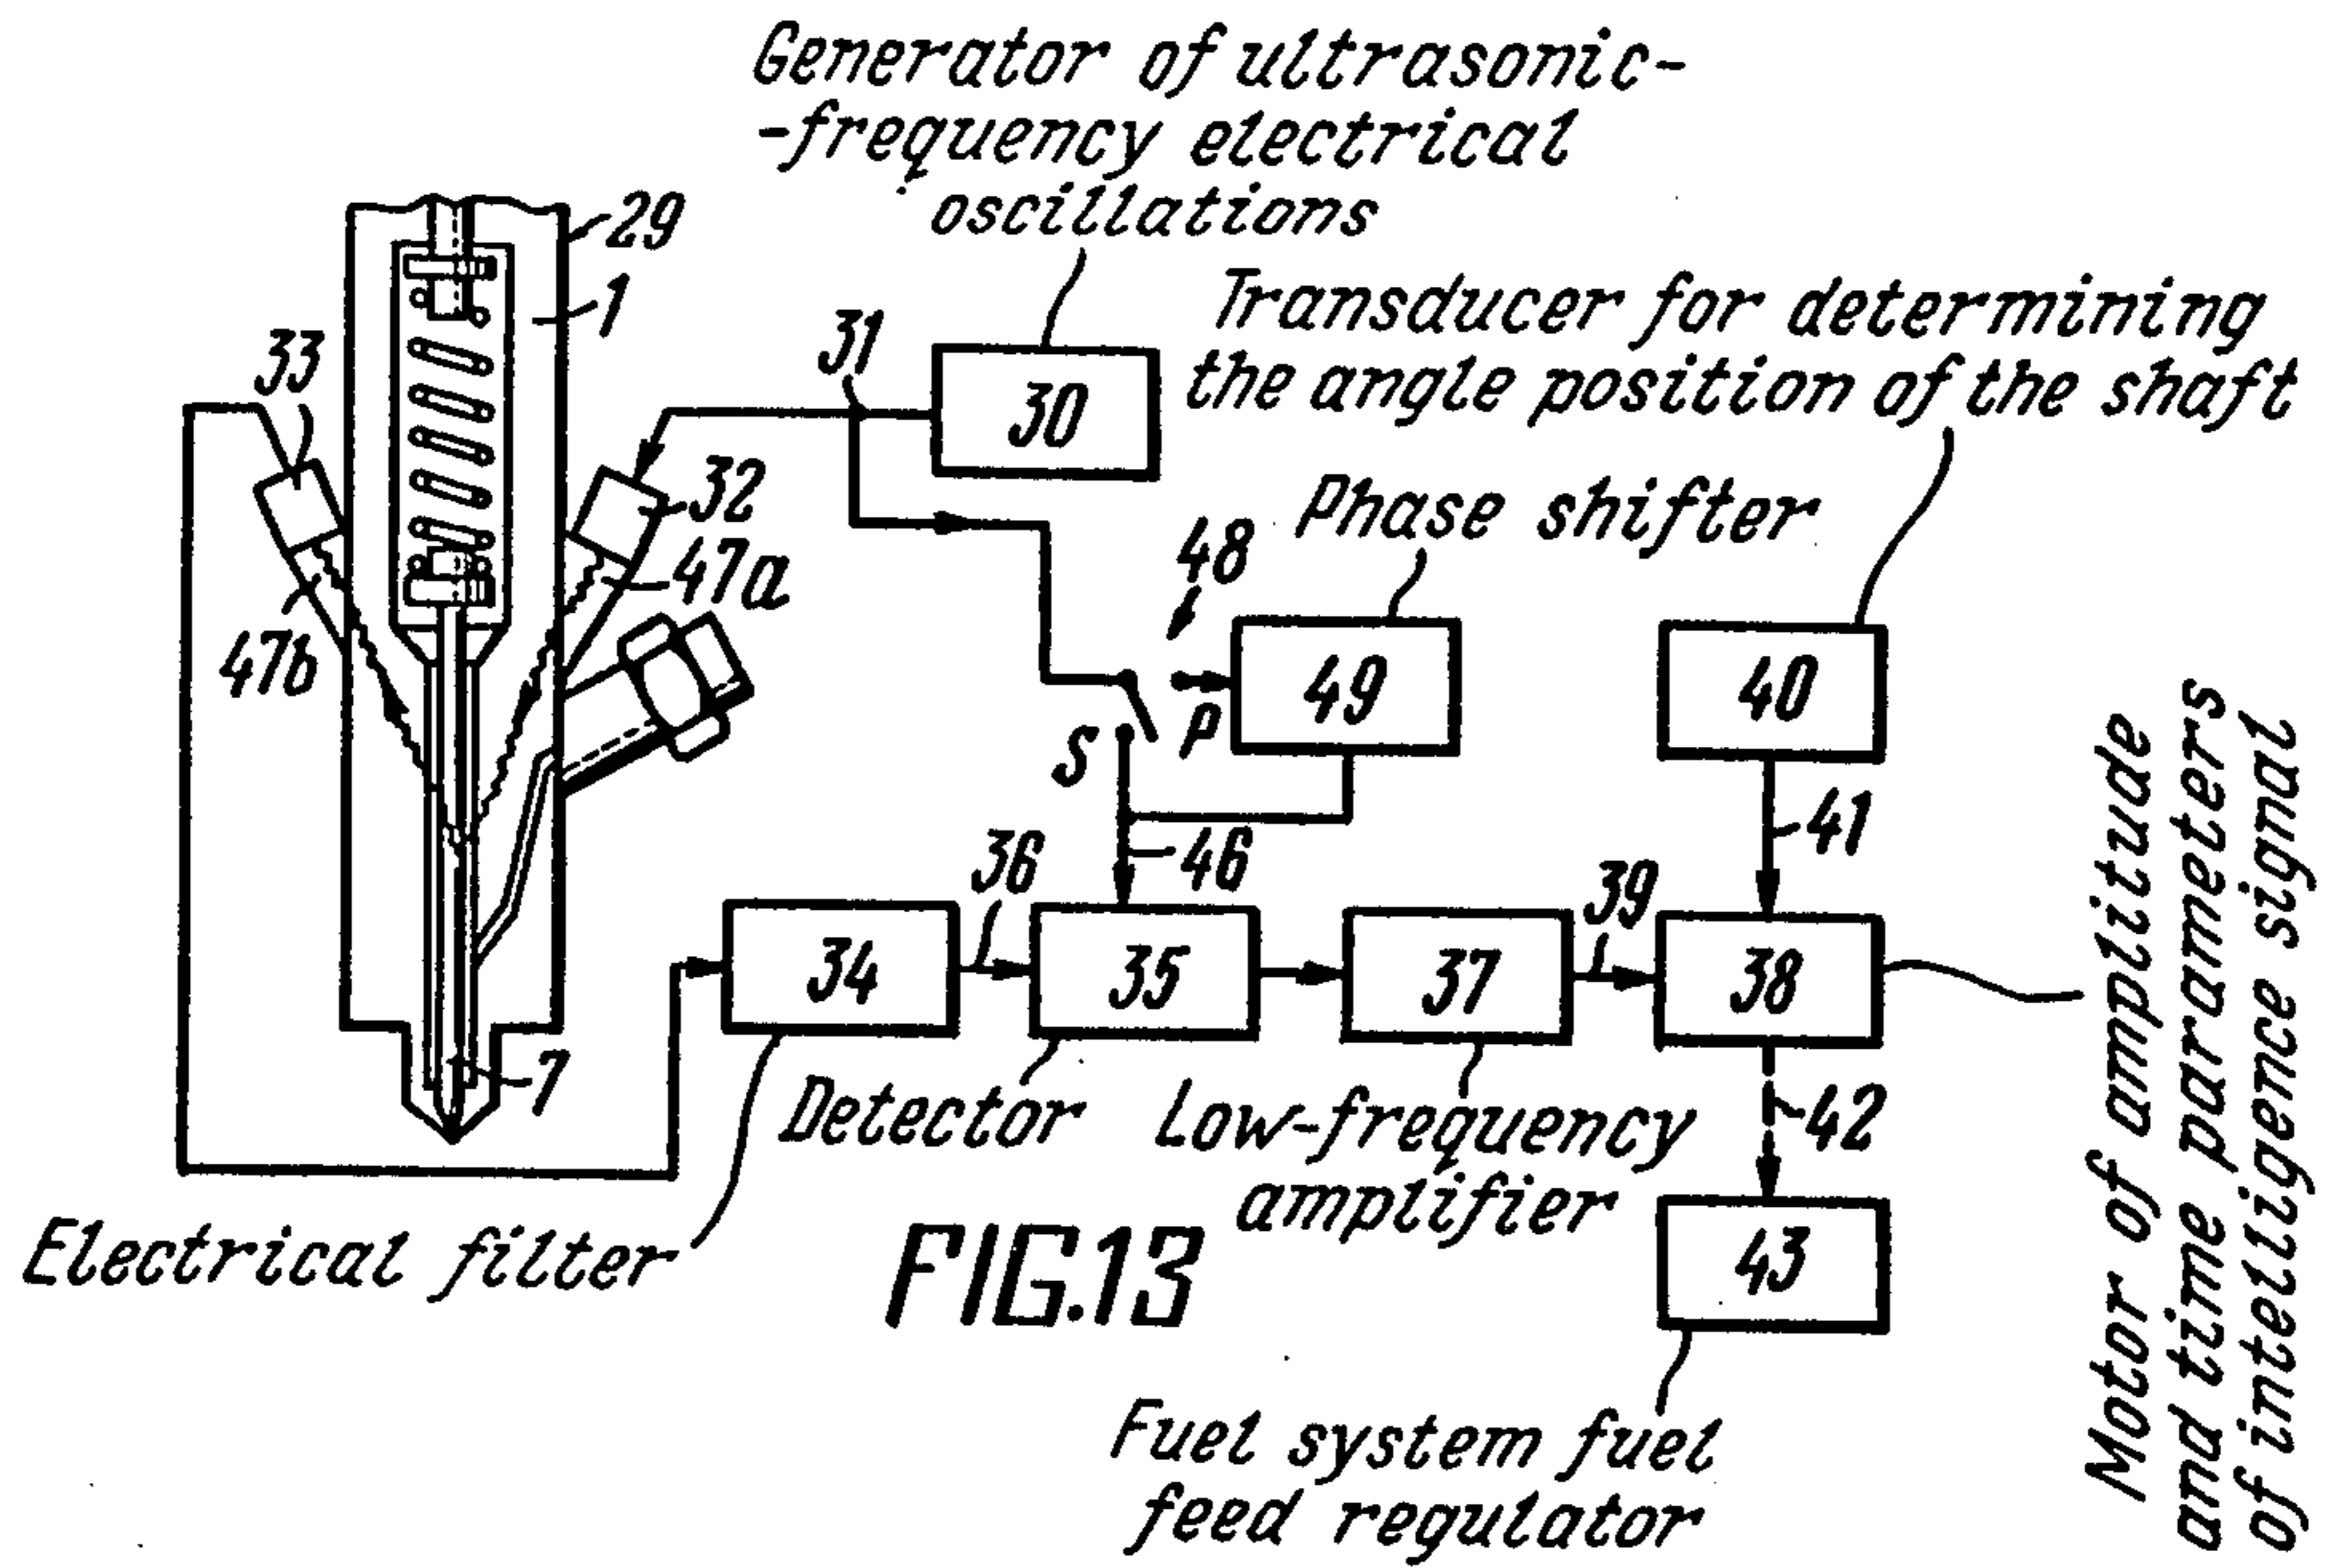 Generator of ultrasonic-
-frequency electrical
oscillations
29
1
Transducer for determining
the angle position of the shaft
31
33
30
32
Phase shifter
48
47a
47b
49
40
S
P
41
46
36
39
34
35
37
38
7
Detector
Low-frequency
amplifier
42
Motor of amplitude
and time parameters
of intelligence signal
Electrical filter
FIG.13
43
Fuel system fuel
feed regulator